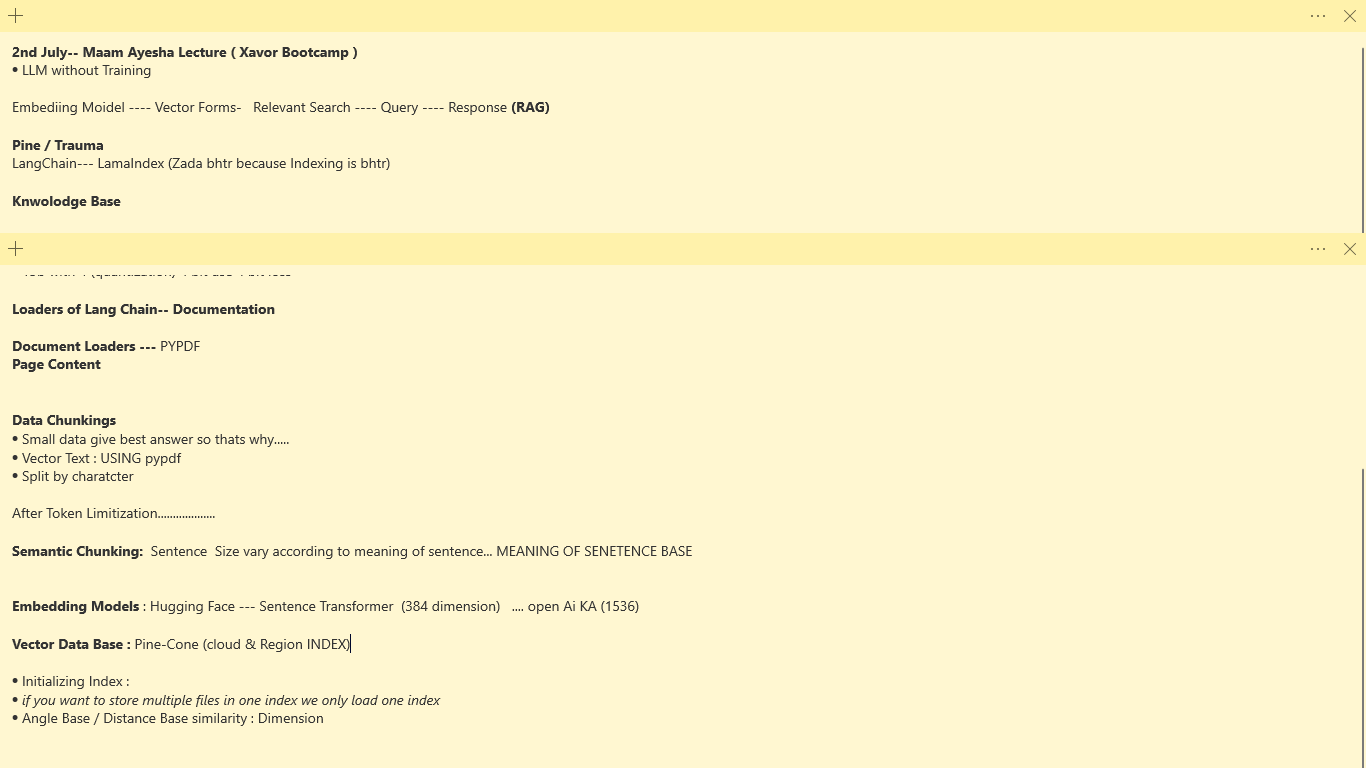 2nd July-- Maam Ayesha Lecture ( Xavor Bootcamp )
• LLM without Training
Embediing Moidel ---- Vector Forms-   Relevant Search ---- Query ---- Response (RAG)
Pine / Trauma
LangChain--- LamaIndex (Zada bhtr because Indexing is bhtr)
Knwolodge Base
Loaders of Lang Chain-- Documentation
Document Loaders --- PYPDF
Page Content
Data Chunkings
• Small data give best answer so thats why.....
• Vector Text : USING pypdf
• Split by charatcter
After Token Limitization...................
Semantic Chunking:  Sentence  Size vary according to meaning of sentence... MEANING OF SENETENCE BASE
Embedding Models : Hugging Face --- Sentence Transformer  (384 dimension)   .... open Ai KA (1536)
Vector Data Base : Pine-Cone (cloud & Region INDEX)
• Initializing Index :
• if you want to store multiple files in one index we only load one index
• Angle Base / Distance Base similarity : Dimension